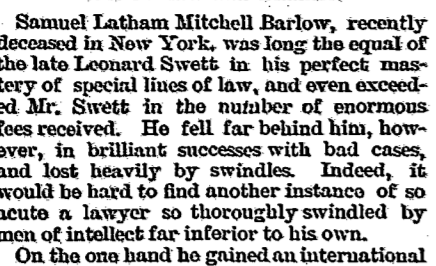 Samuel Latham Mitchell Barlow, recently
deceased in New York, was long the equal of
the late Leonard Swett in his perfect mas-
tery of special lines of law, and even exceed-
ed Mr. Swett in the number of enormous
fees received. He fell far behind him, how-
ever, in brilliant successes with bad cases,
and lost heavily by swindles. Indeed, it
would be hard to find another instance of so
acute a lawyer so thoroughly swindled by
men of intellect far inferior to his own.
On the one hand he gained an international